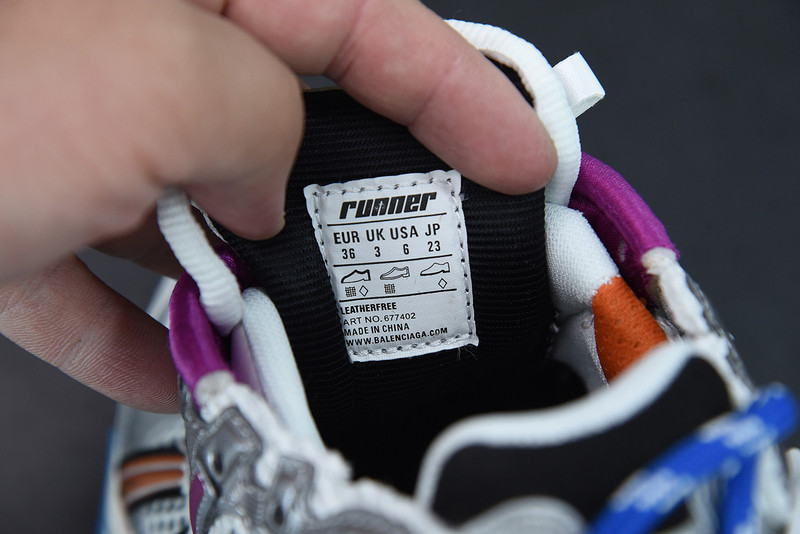 runner
EUR UK USA JP
36 3 6 23
LEATHERFREE
ART NO. 677402
MADE IN CHINA
WWW.BALENCIAGA.COM